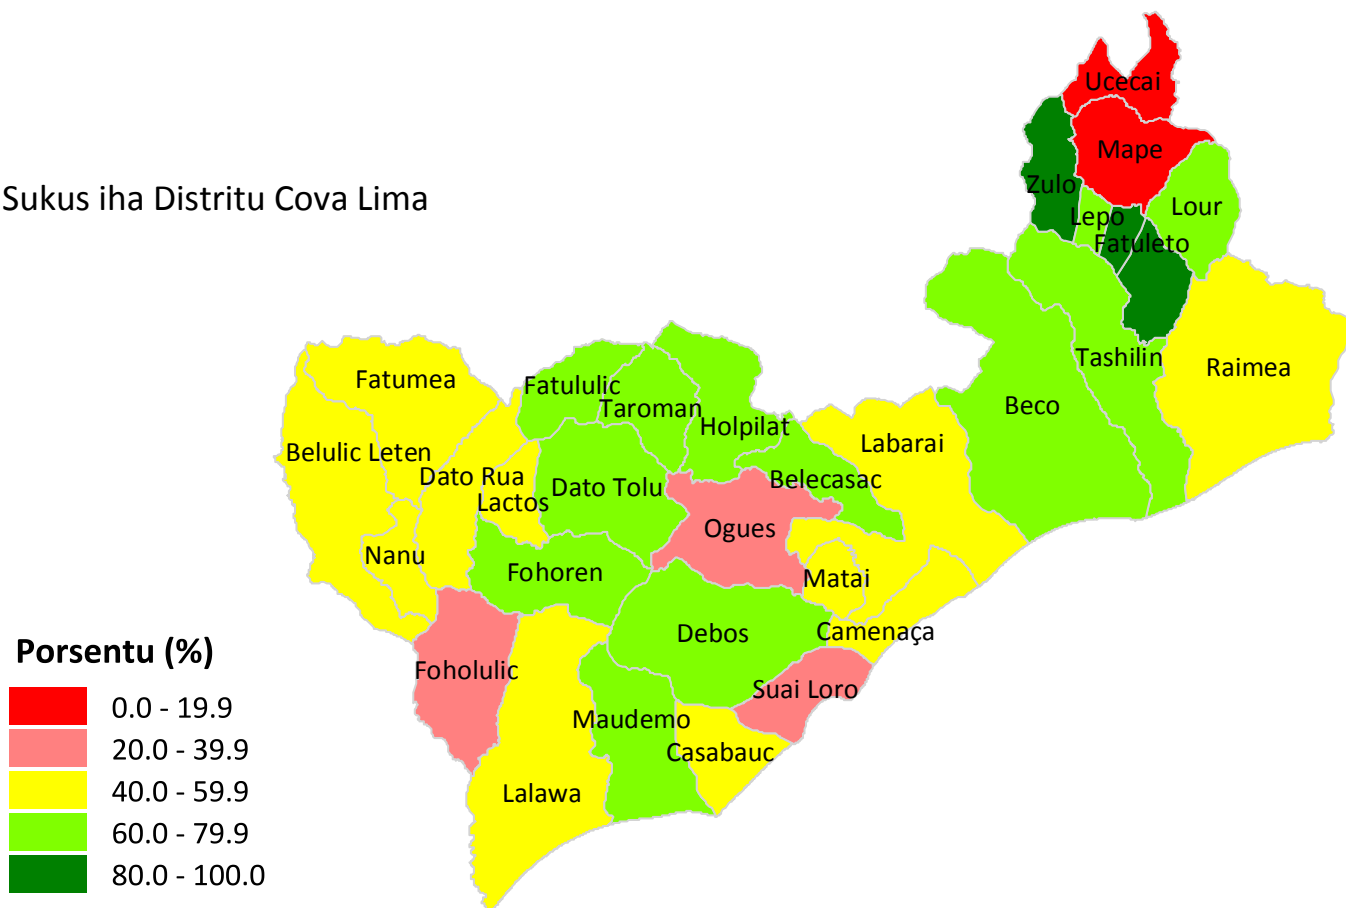 Ucecai
Mape
Zulo
Sukus iha Distritu Cova Lima
Lepo
Lour
Fatuleto
Tashilin
Raimea
Fatumea
Fatululic
Taroman
Beco
Holpilat
Labarai
Belulic Leten
Dato Rua
Belecasac
Dato Tolu
Lactos
Ogues
Nanu
Fohoren
Matai
Debos
Camenaça
Porsentu (%)
Foholulic
Suai Loro
0.0 - 19.9
Maudemo
20.0 - 39.9
Casabauc
40.0 - 59.9
Lalawa
60.0 - 79.9
80.0 - 100.0